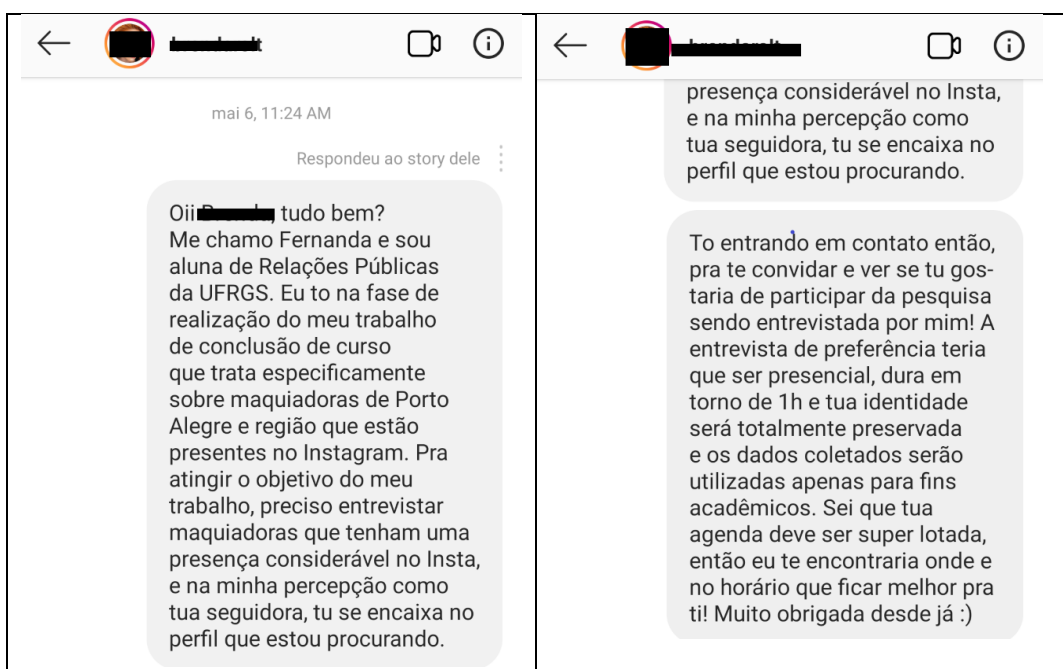 mai 6, 11:24 AM
Respondeu ao story dele
Oii , tudo bem?
Me chamo Fernanda e sou
aluna de Relações Públicas
da UFRGS. Eu to na fase de
realização do meu trabalho
de conclusão de curso
que trata especificamente
sobre maquiadoras de Porto
Alegre e região que estão
presentes no Instagram. Pra
atingir o objetivo do meu
trabalho, preciso entrevistar
maquiadoras que tenham uma
presença considerável no Insta,
e na minha percepção como
tua seguidora, tu se encaixa no
perfil que estou procurando.
presença considerável no Insta,
e na minha percepção como
tua seguidora, tu se encaixa no
perfil que estou procurando.
To entrando em contato então,
pra te convidar e ver se tu gos-
taria de participar da pesquisa
sendo entrevistada por mim! A
entrevista de preferência teria
que ser presencial, dura em
torno de 1h e tua identidade
será totalmente preservada
e os dados coletados serão
utilizadas apenas para fins
acadêmicos. Sei que tua
agenda deve ser super lotada,
então eu te encontraria onde e
no horário que ficar melhor pra
ti! Muito obrigada desde já :)